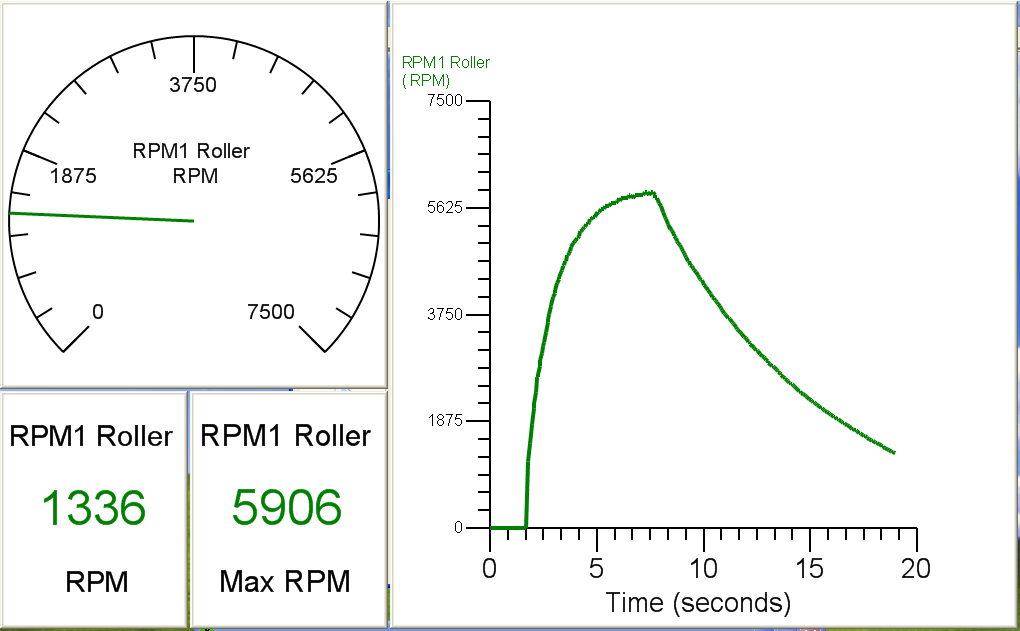 3750
RPM1 Roller
RPM
1875
5625
0
7500
RPM1 Roller
1336
RPM
RPM1 Roller
5906
Max RPM
RPM1 Roller
(RPM)
7500
5625
3750
1875
0
0 5 10 15 20
Time (seconds)